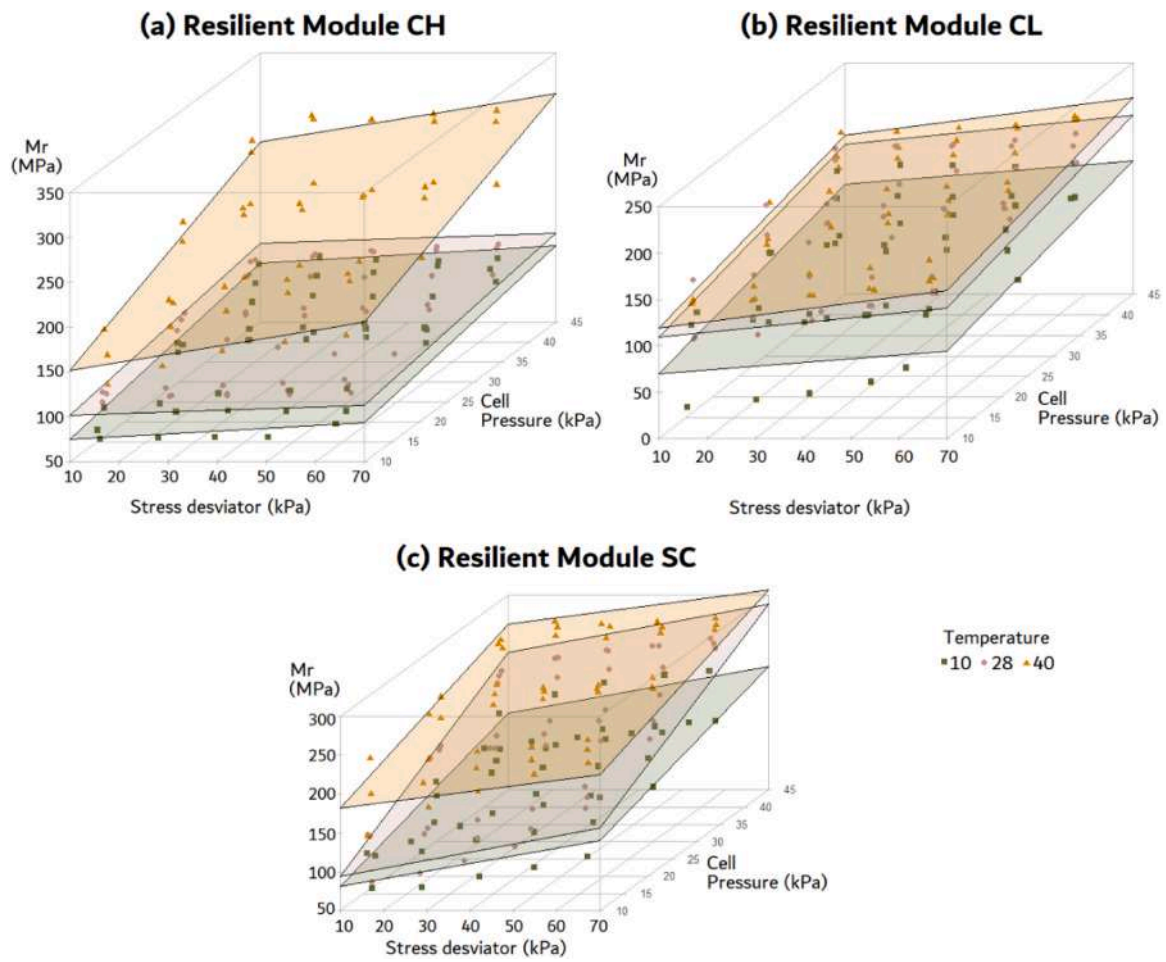 (a) Resilient Module CH
(b) Resilient Module CL
Mr
(MPa)
350
300
250
200
150
100
50
10 20 30 40 50 60 70
Stress desviator (kPa)
10
15
20
25
30
35
40
45
Cell
Pressure (kPa)
Mr
(MPa)
250
200
150
100
50
0
10 20 30 40 50 60 70
Stress desviator (kPa)
10
15
20
25
30
35
40
45
Cell
Pressure (kPa)
(c) Resilient Module SC
Mr
(MPa)
300
250
200
150
100
50
10 20 30 40 50 60 70
Stress desviator (kPa)
10
15
20
25
30
35
40
45
Cell
Pressure (kPa)
Temperature
10 28 40